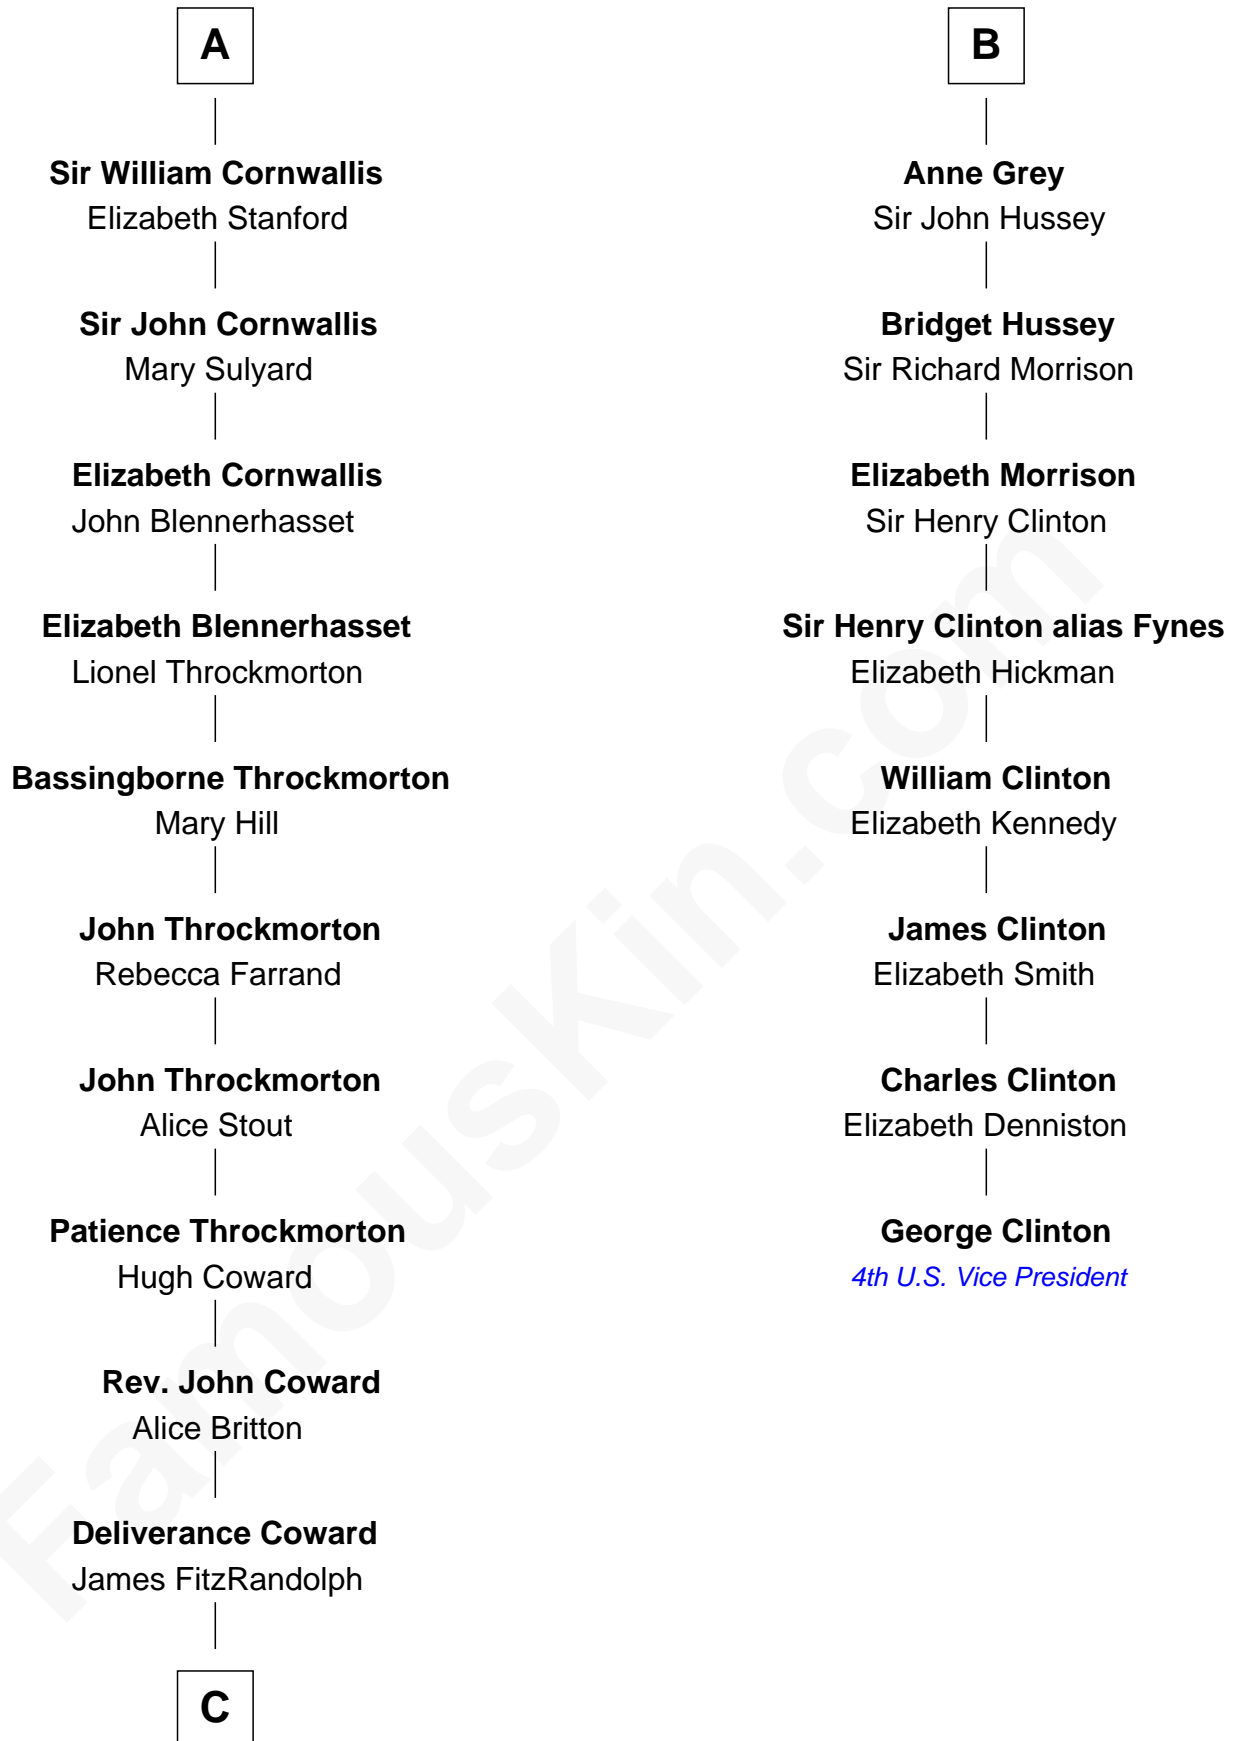 A
Sir William Cornwallis
Elizabeth Stanford
Sir John Cornwallis
Mary Sulyard
Elizabeth Cornwallis
John Blennerhasset
Elizabeth Blennerhasset
Lionel Throckmorton
Bassingborne Throckmorton
Mary Hill
John Throckmorton
Rebecca Farrand
John Throckmorton
Alice Stout
Patience Throckmorton
Hugh Coward
Rev. John Coward
Alice Britton
Deliverance Coward
James FitzRandolph
C
B
Anne Grey
Sir John Hussey
Bridget Hussey
Sir Richard Morrison
Elizabeth Morrison
Sir Henry Clinton
Sir Henry Clinton alias Fynes
Elizabeth Hickman
William Clinton
Elizabeth Kennedy
James Clinton
Elizabeth Smith
Charles Clinton
Elizabeth Denniston
George Clinton
4th U.S. Vice President
FamousKin.com